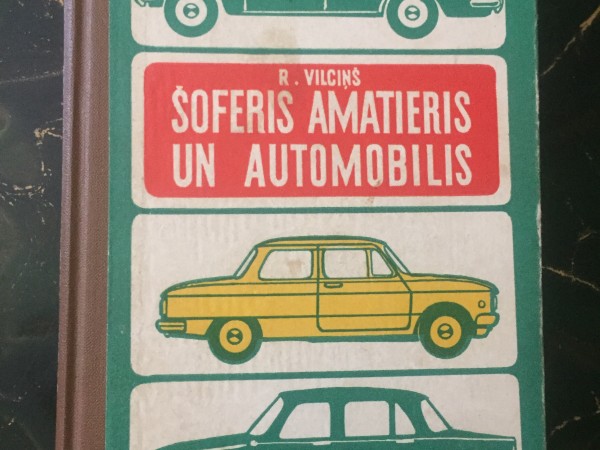 R. VILCIŅŠ
ŠOFERIS AMATIERIS
UN AUTOMOBILIS